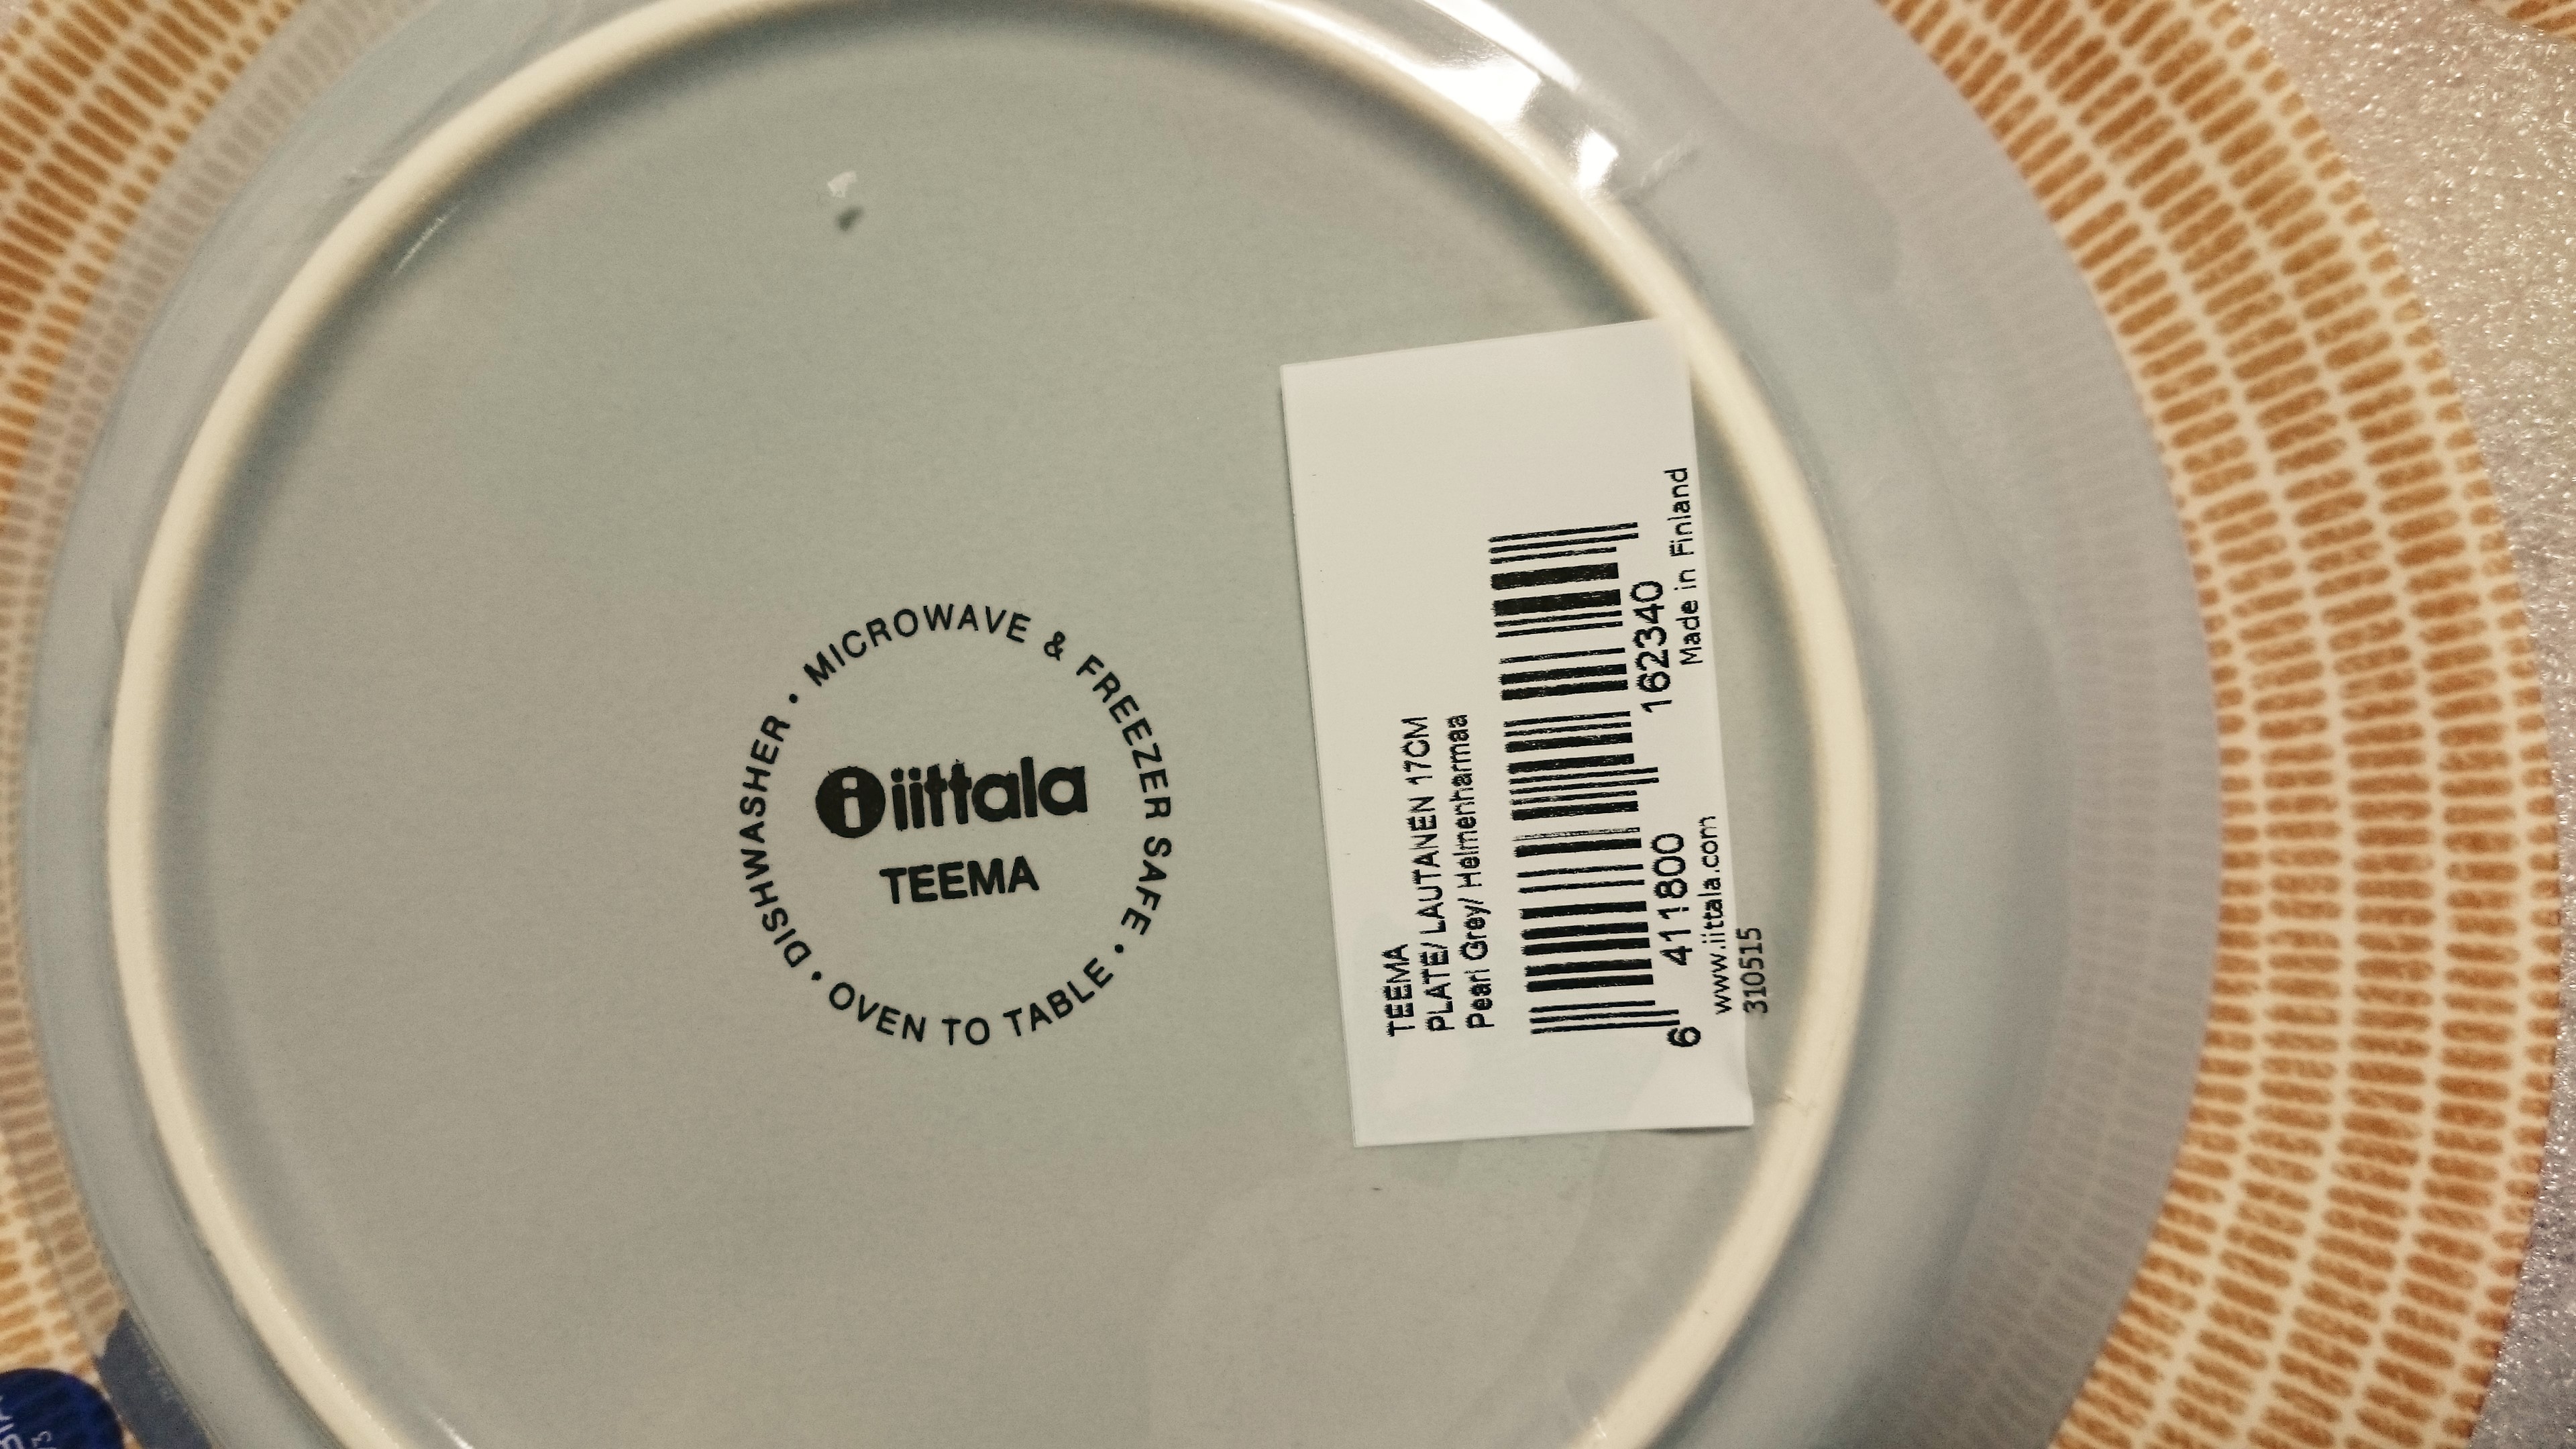 DISHWASHER • MICROWAVE & FREEZER SAFE • OVEN TO TABLE •
iittala
TEEMA
TEEMA
PLATE/ LAUTANEN 17CM
Pearl Grey/ Helmenharmaa
6 411800 162340
www.iittala.com Made in Finland
310515